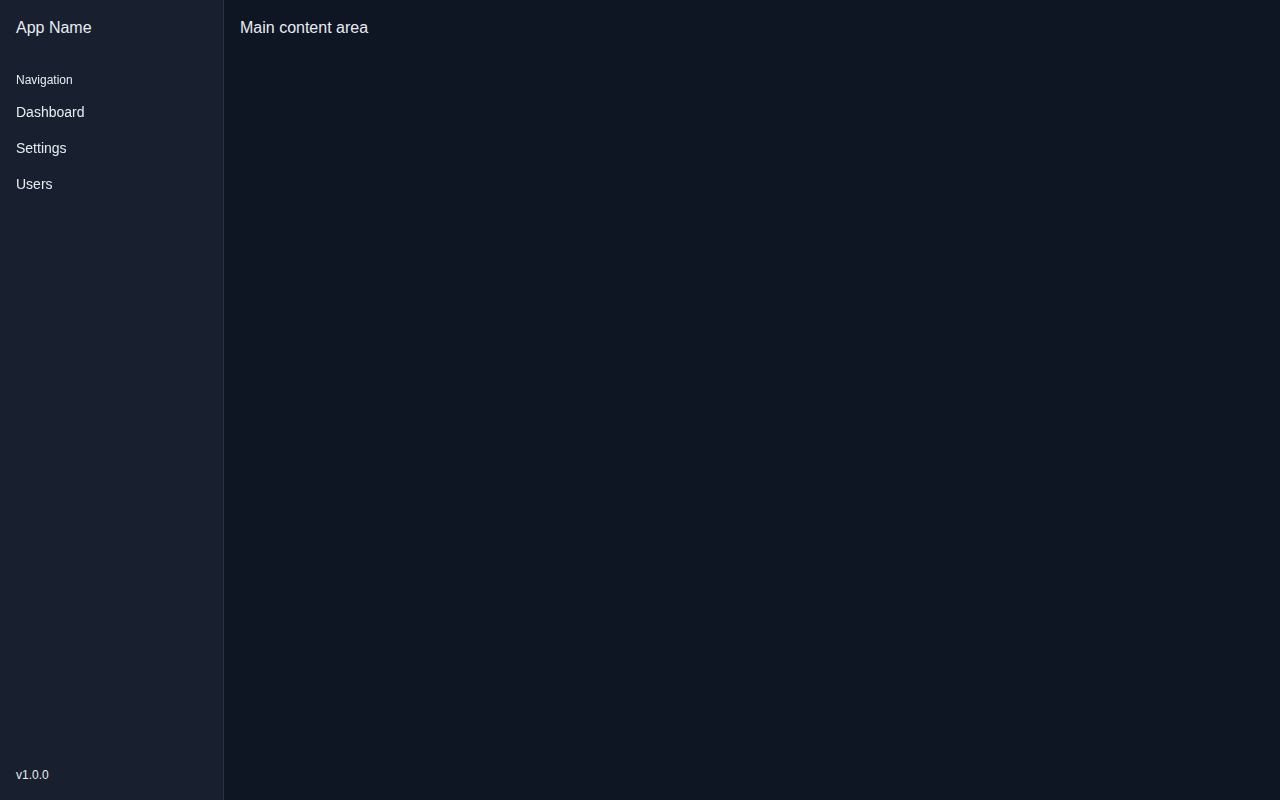 App Name
Navigation
Dashboard
Settings
Users
v1.0.0
Main content area